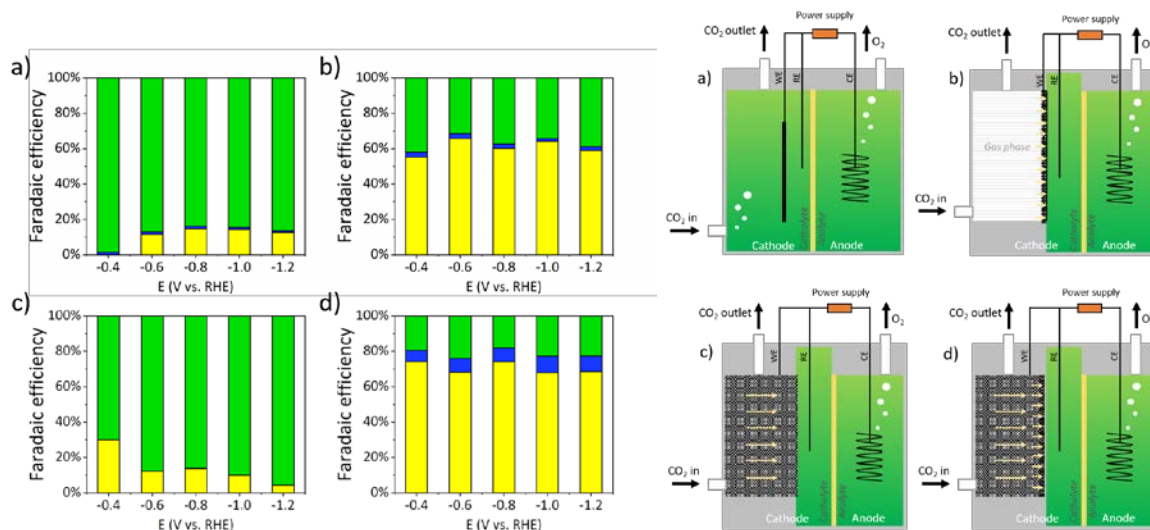 a)
100%
80%
60%
40%
20%
0%
Faradaic efficiency
-0.4 -0.6 -0.8 -1.0 -1.2
E (V vs. RHE)
b)
100%
80%
60%
40%
20%
0%
Faradaic efficiency
-0.4 -0.6 -0.8 -1.0 -1.2
E (V vs. RHE)
c)
100%
80%
60%
40%
20%
0%
Faradaic efficiency
-0.4 -0.6 -0.8 -1.0 -1.2
E (V vs. RHE)
d)
100%
80%
60%
40%
20%
0%
Faradaic efficiency
-0.4 -0.6 -0.8 -1.0 -1.2
E (V vs. RHE)
Power supply
CO₂ outlet
O₂
a)
WE
RE
CE
CO₂ in
Catholyte
Anolyte
Cathode
Anode
Power supply
CO₂ outlet
O
b)
WE
RE
CE
Gas phase
CO₂ in
Catholyte
Anolyte
Cathode
Anode
Power supply
CO₂ outlet
O₂
c)
WE
RE
CE
CO₂ in
Catholyte
Anolyte
Cathode
Anode
Power supply
CO₂ outlet
O
d)
WE
RE
CE
CO₂ in
Catholyte
Anolyte
Cathode
Anode